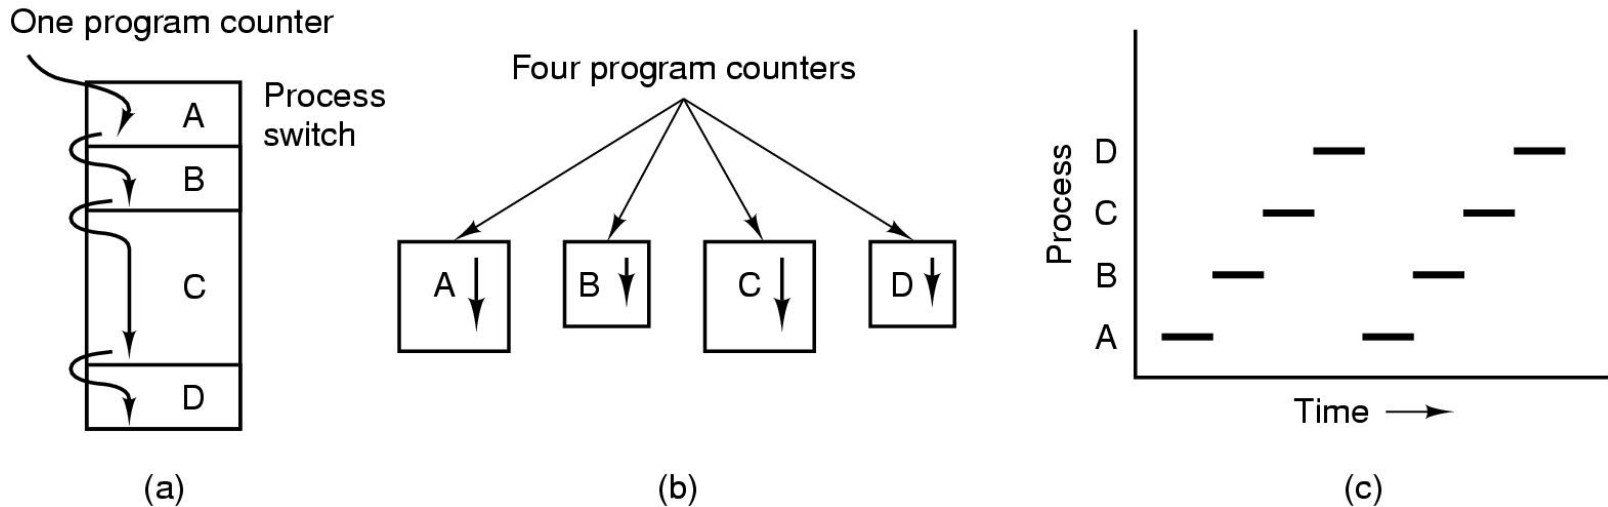 One program counter
Process
switch
A
B
C
D
(a)
Four program counters
A
B
C
D
(b)
Process
D
C
B
A
Time
(c)